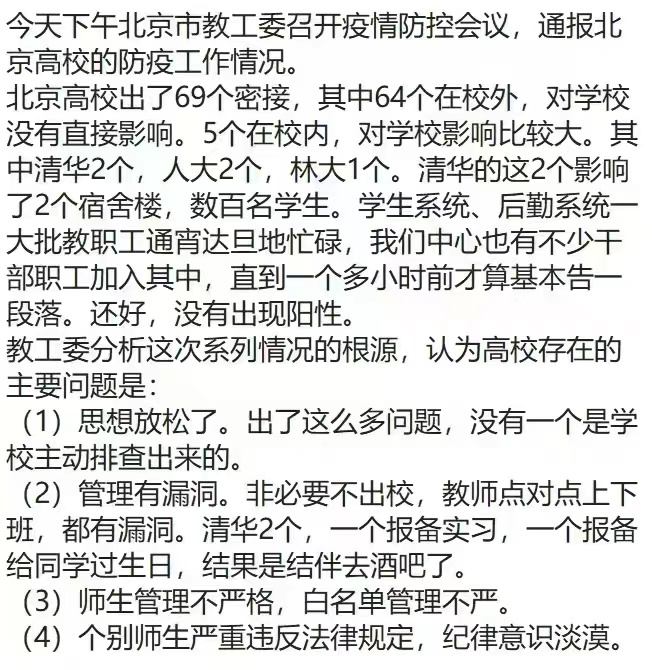 今天下午北京市教工委召开疫情防控会议，通报北
京高校的防疫工作情况。
北京高校出了69个密接，其中64个在校外，对学校
没有直接影响。5个在校内，对学校影响比较大。其
中清华2个，人大2个，林大1个。清华的这2个影响
了2个宿舍楼，数百名学生。学生系统、后勤系统一
大批教职工通宵达旦地忙碌，我们中心也有不少干
部职工加入其中，直到一个多小时前才算基本告一
段落。还好，没有出现阳性。
教工委分析这次系列情况的根源，认为高校存在的
主要问题是：
（1）思想放松了。出了这么多问题，没有一个是学
校主动排查出来的。
（2）管理有漏洞。非必要不出校，教师点对点上下
班，都有漏洞。清华2个，一个报备实习，一个报备
给同学过生日，结果是结伴去酒吧了。
（3）师生管理不严格，白名单管理不严。
（4）个别师生严重违反法律规定，纪律意识淡漠。